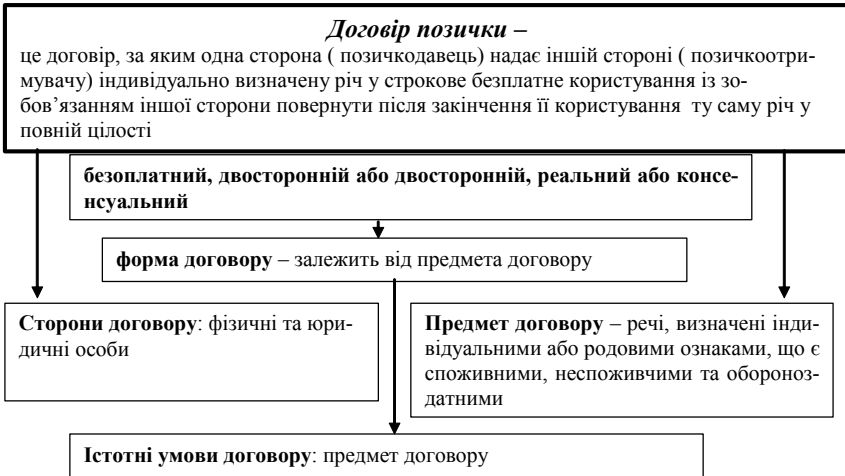 Договір позички –
це договір, за яким одна сторона ( позичкодавець) надає іншій стороні ( позичкоотри-
мувачу) індивідуально визначену річ у строкове безплатне користування із зо-
бов’язанням іншої сторони повернути після закінчення її користування ту саму річ у
повній цілості
безоплатний, двосторонній або двосторонній, реальний або консе-
нсуальний
форма договору – залежить від предмета договору
Сторони договору: фізичні та юри-
дичні особи
Предмет договору – речі, визначені інди-
відуальними або родовими ознаками, що є
споживними, неспоживчими та обороноз-
датними
Істотні умови договору: предмет договору